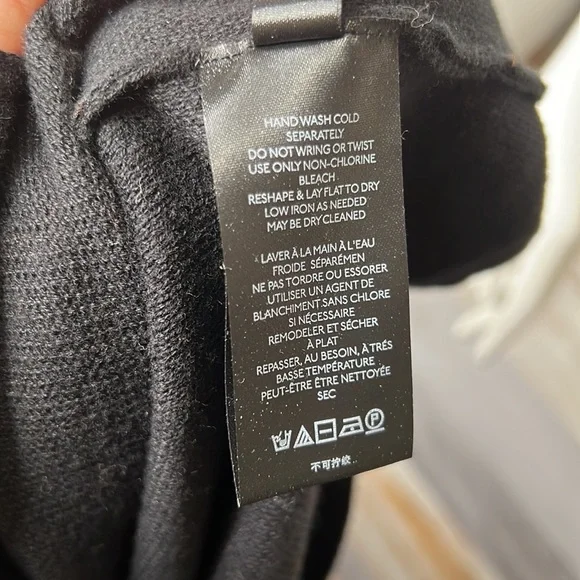 HAND WASH COLD
SEPARATELY
DO NOT WRING OR TWIST
USE ONLY NON-CHLORINE
BLEACH
RESHAPE & LAY FLAT TO DRY
LOW IRON AS NEEDED
MAY BE DRY CLEANED
LAVER À LA MAIN À L'EAU
FROIDE SÉPARÉMEN
NE PAS TORDRE OU ESSORER
UTILISER UN AGENT DE
BLANCHIMENT SANS CHLORE
SI NÉCESSAIRE
REMODELER ET SÉCHER
À PLAT
REPASSER, AU BESOIN, À TRÉS
BASSE TEMPÉRATURE
PEUT-ÊTRE ÊTRE NETTOYÉE
SEC
P
不可拧绞